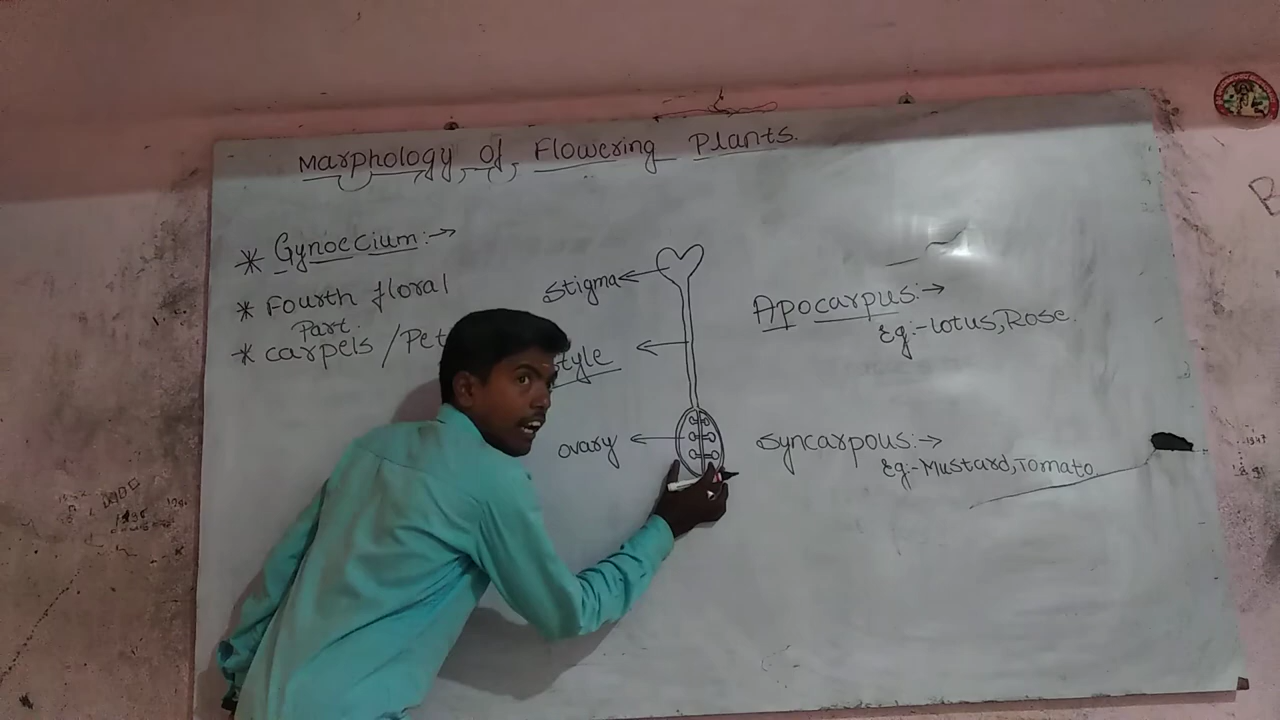 Marphology of Flowering Plants.
* Gynoecium:→
* Fourth floral
Part
* carpels / Pet
stigma
style
ovary
Apocarpus:→
Eg:-Lotus,Rose.
syncarpous:→
Eg:-Mustard,Tomato